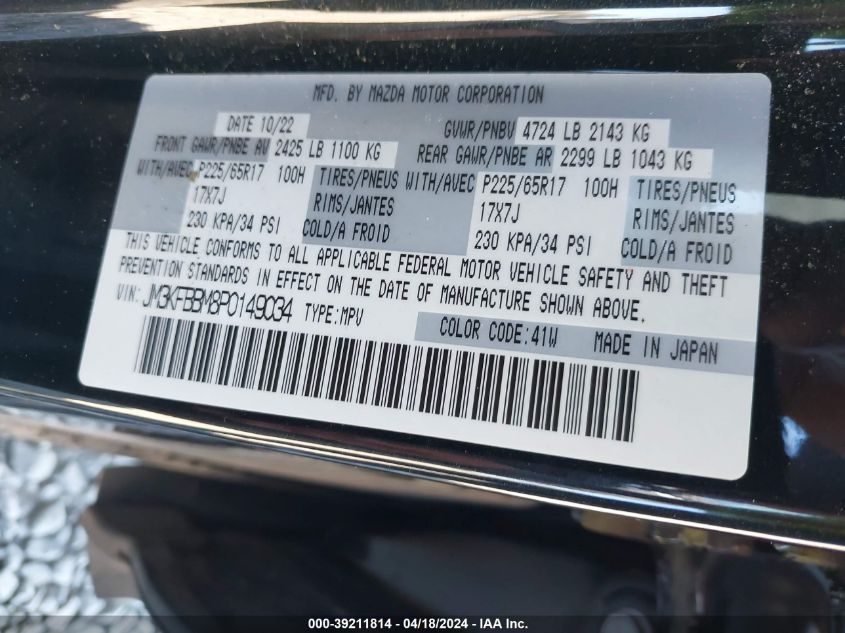 MFD. BY MAZDA MOTOR CORPORATION
DATE 10/22 GVWR/PNBV 4724 LB 2143 KG
FRONT GAWR/PNBE AV 2425 LB 1100 KG REAR GAWR/PNBE AR 2299 LB 1043 KG
WITH/AVEC P225/65R17 100H TIRES/PNEUS WITH/AVEC P225/65R17 100H TIRES/PNEUS
17X7J RIMS/JANTES 17X7J RIMS/JANTES
230 KPA/34 PSI COLD/A FROID 230 KPA/34 PSI COLD/A FROID
THIS VEHICLE CONFORMS TO ALL APPLICABLE FEDERAL MOTOR VEHICLE SAFETY AND THEFT
PREVENTION STANDARDS IN EFFECT ON THE DATE OF MANUFACTURE SHOWN ABOVE.
VIN: JM3KFBBM8P0149034 TYPE:MPV
COLOR CODE:41W MADE IN JAPAN
000-39211814 - 04/18/2024 - IAA Inc.